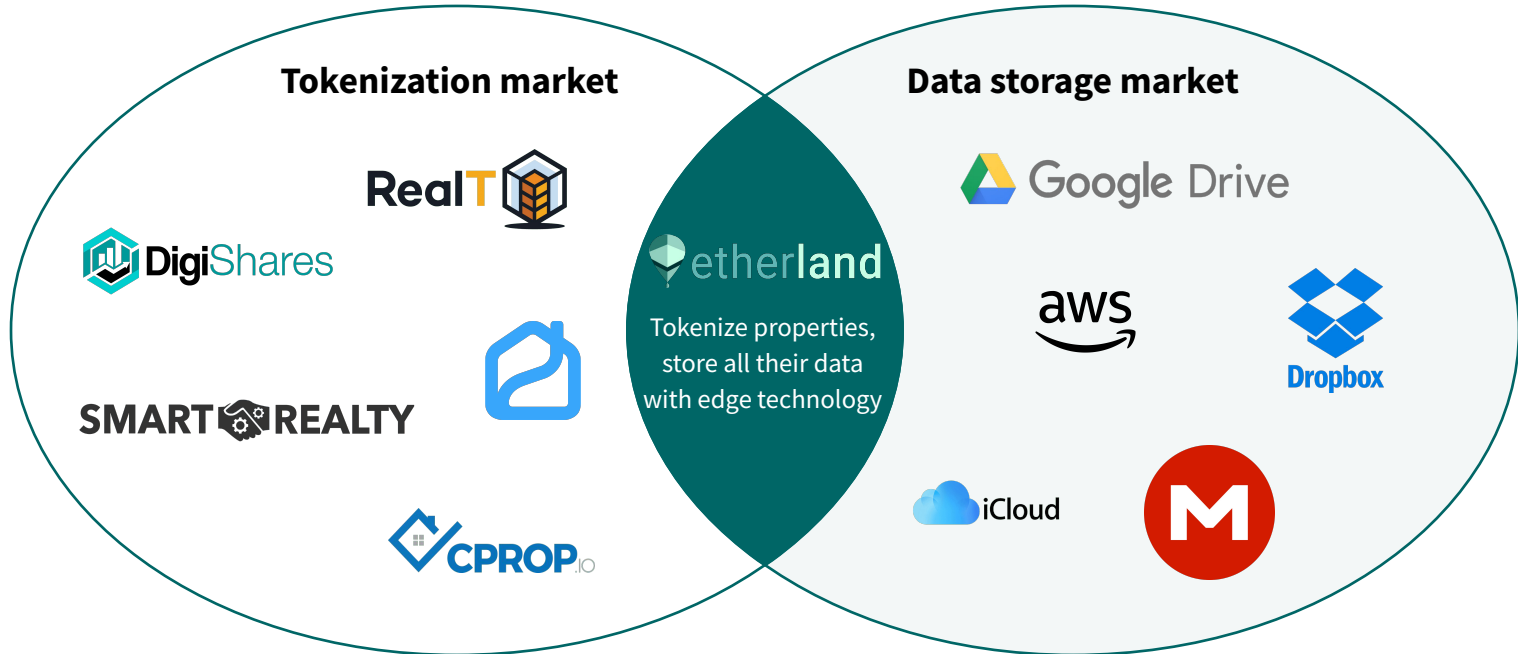 Tokenization market
RealT
DigiShares
SMART REALTY
CPROP.IO
etherland
Tokenize properties,
store all their data
with edge technology
Data storage market
Google Drive
aws
Dropbox
iCloud
M